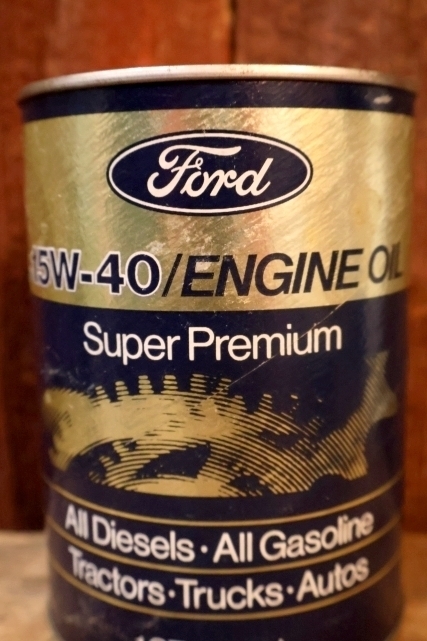 Ford
15W-40/ENGINE OIL
Super Premium
All Diesels · All Gasoline
Tractors · Trucks · Autos